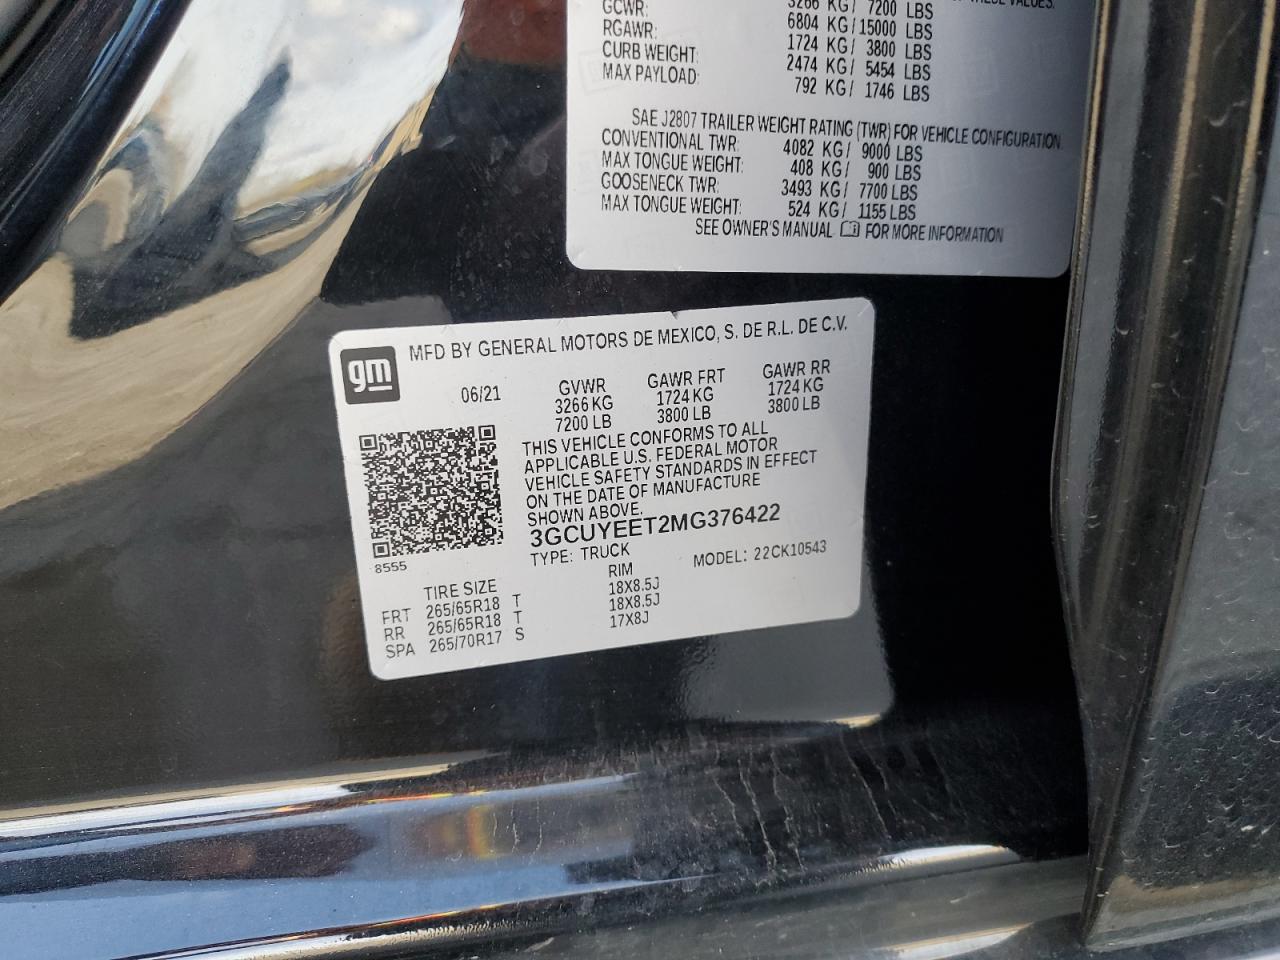 GCWR: 3266 KG/ 7200 LBS
RGAWR: 6804 KG/15000 LBS
CURB WEIGHT: 1724 KG/ 3800 LBS
MAX PAYLOAD: 2474 KG/ 5454 LBS
792 KG/ 1746 LBS
SAE J2807 TRAILER WEIGHT RATING (TWR) FOR VEHICLE CONFIGURATION
CONVENTIONAL TWR: 4082 KG/ 9000 LBS
MAX TONGUE WEIGHT: 408 KG/ 900 LBS
GOOSENECK TWR: 3493 KG/ 7700 LBS
MAX TONGUE WEIGHT: 524 KG/ 1155 LBS
SEE OWNER'S MANUAL FOR MORE INFORMATION
gm
MFD BY GENERAL MOTORS DE MEXICO, S. DE R.L. DE C.V.
06/21 GVWR GAWR FRT GAWR RR
3266 KG 1724 KG 1724 KG
7200 LB 3800 LB 3800 LB
THIS VEHICLE CONFORMS TO ALL
APPLICABLE U.S. FEDERAL MOTOR
VEHICLE SAFETY STANDARDS IN EFFECT
ON THE DATE OF MANUFACTURE
SHOWN ABOVE.
3GCUYEET2MG376422
8555 TYPE: TRUCK MODEL: 22CK10543
TIRE SIZE RIM
FRT 265/65R18 T 18X8.5J
RR 265/65R18 T 18X8.5J
SPA 265/70R17 S 17X8J